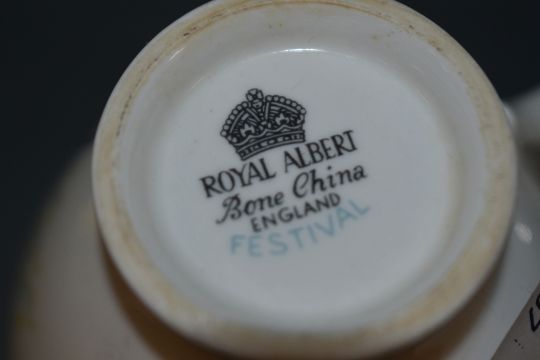 ROYAL ALBERT
Bone China
ENGLAND
FESTIVAL